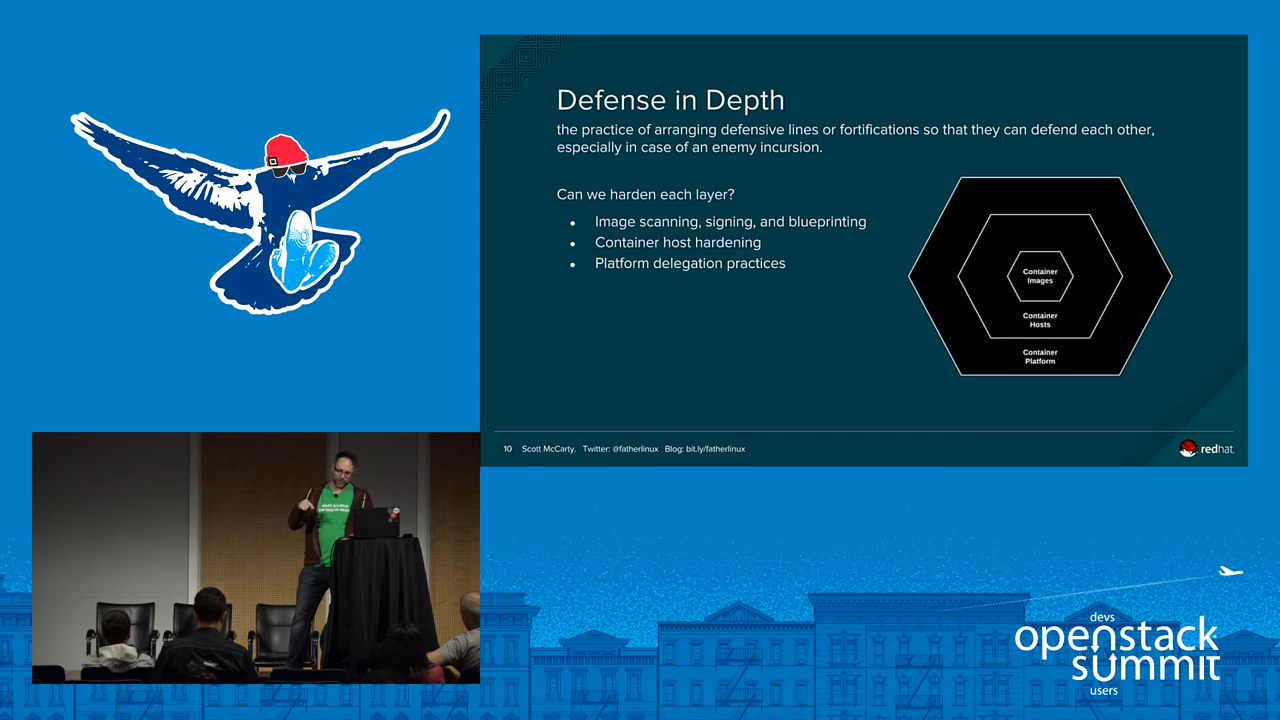 Defense in Depth
the practice of arranging defensive lines or fortifications so that they can defend each other,
especially in case of an enemy incursion.
Can we harden each layer?
• Image scanning, signing, and blueprinting
• Container host hardening
• Platform delegation practices
Container
Images
Container
Hosts
Container
Platform
10 Scott McCarty. Twitter: @fatherlinux Blog: bit.ly/fatherlinux
redhat.
devs
openstack
summit
users